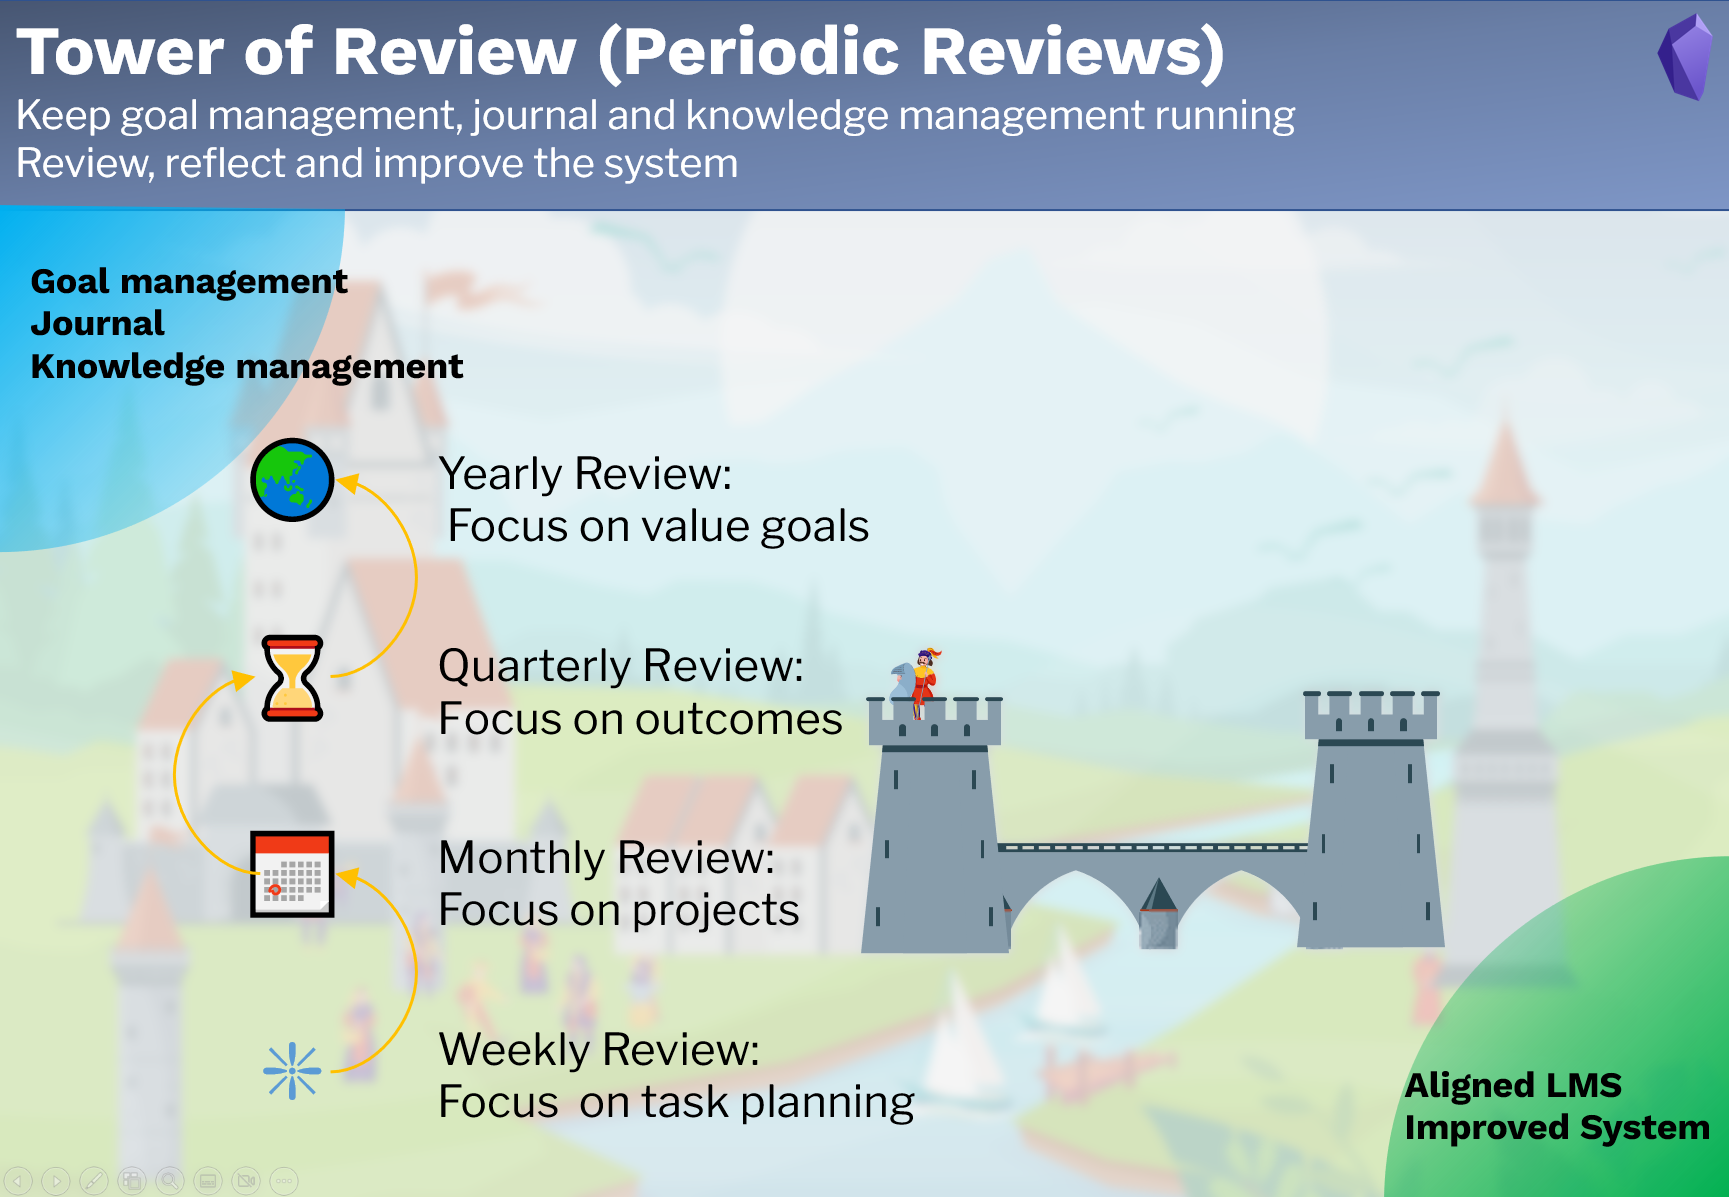 Tower of Review (Periodic Reviews)
Keep goal management, journal and knowledge management running
Review, reflect and improve the system
Goal management
Journal
Knowledge management
Yearly Review:
Focus on value goals
Quarterly Review:
Focus on outcomes
Monthly Review:
Focus on projects
Weekly Review:
Focus  on task planning
Aligned LMS
Improved System